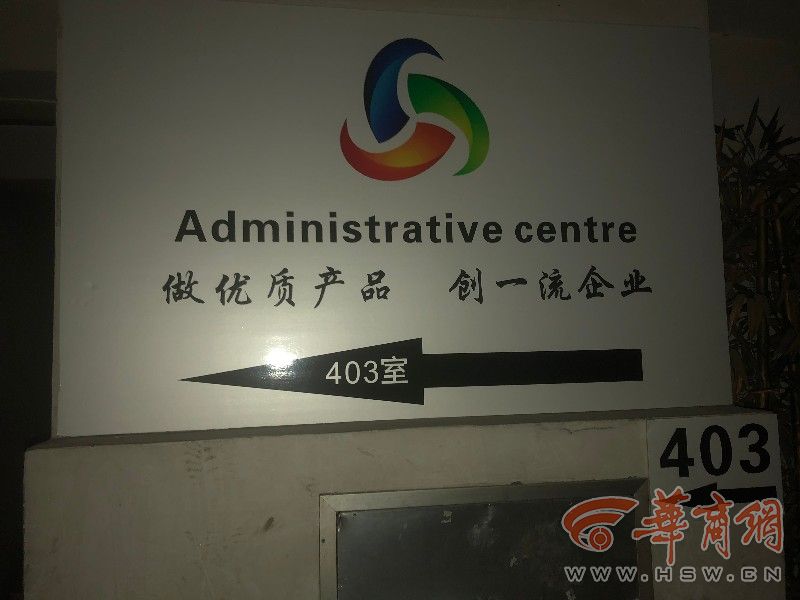 Administrative centre
做优质产品 创一流企业
403室
403
華商網
WWW.HSW.CN